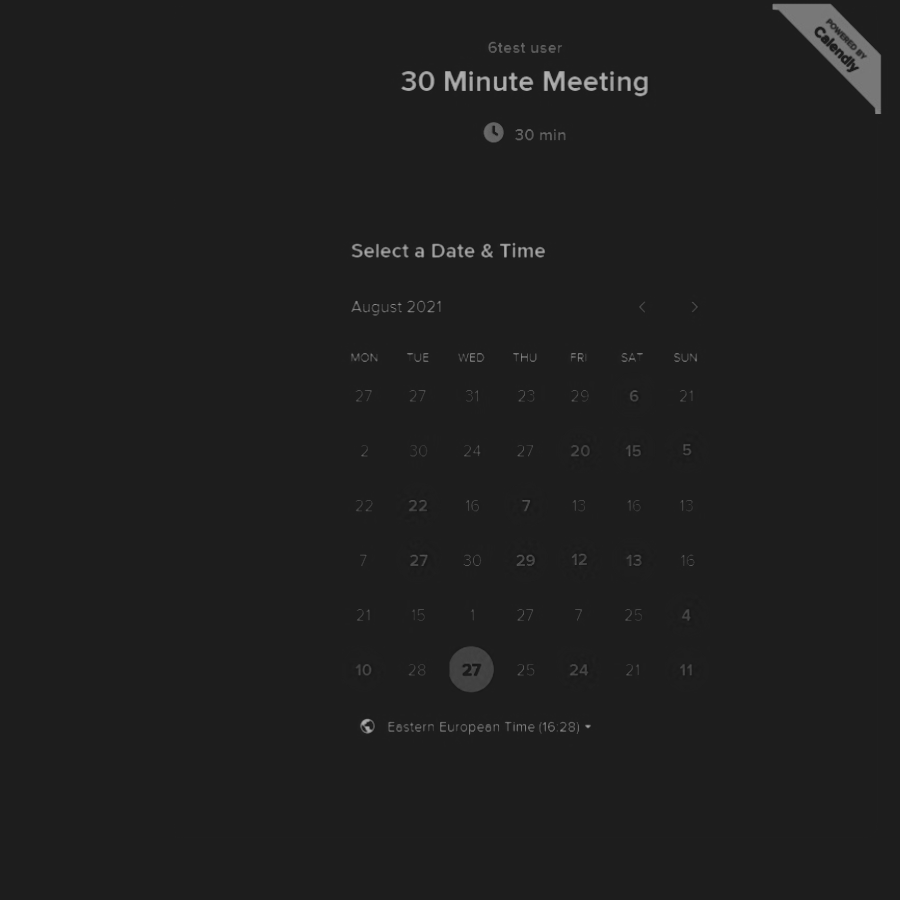 POWERED BY
Calendly
6test user
30 Minute Meeting
30 min
Select a Date & Time
August 2021
MON TUE WED THU FRI SAT SUN
27 27 31 23 29 6 21
2 30 24 27 20 15 5
22 22 16 7 13 16 13
7 27 30 29 12 13 16
21 15 1 27 7 25 4
10 28 27 25 24 21 11
Eastern European Time (16:28)